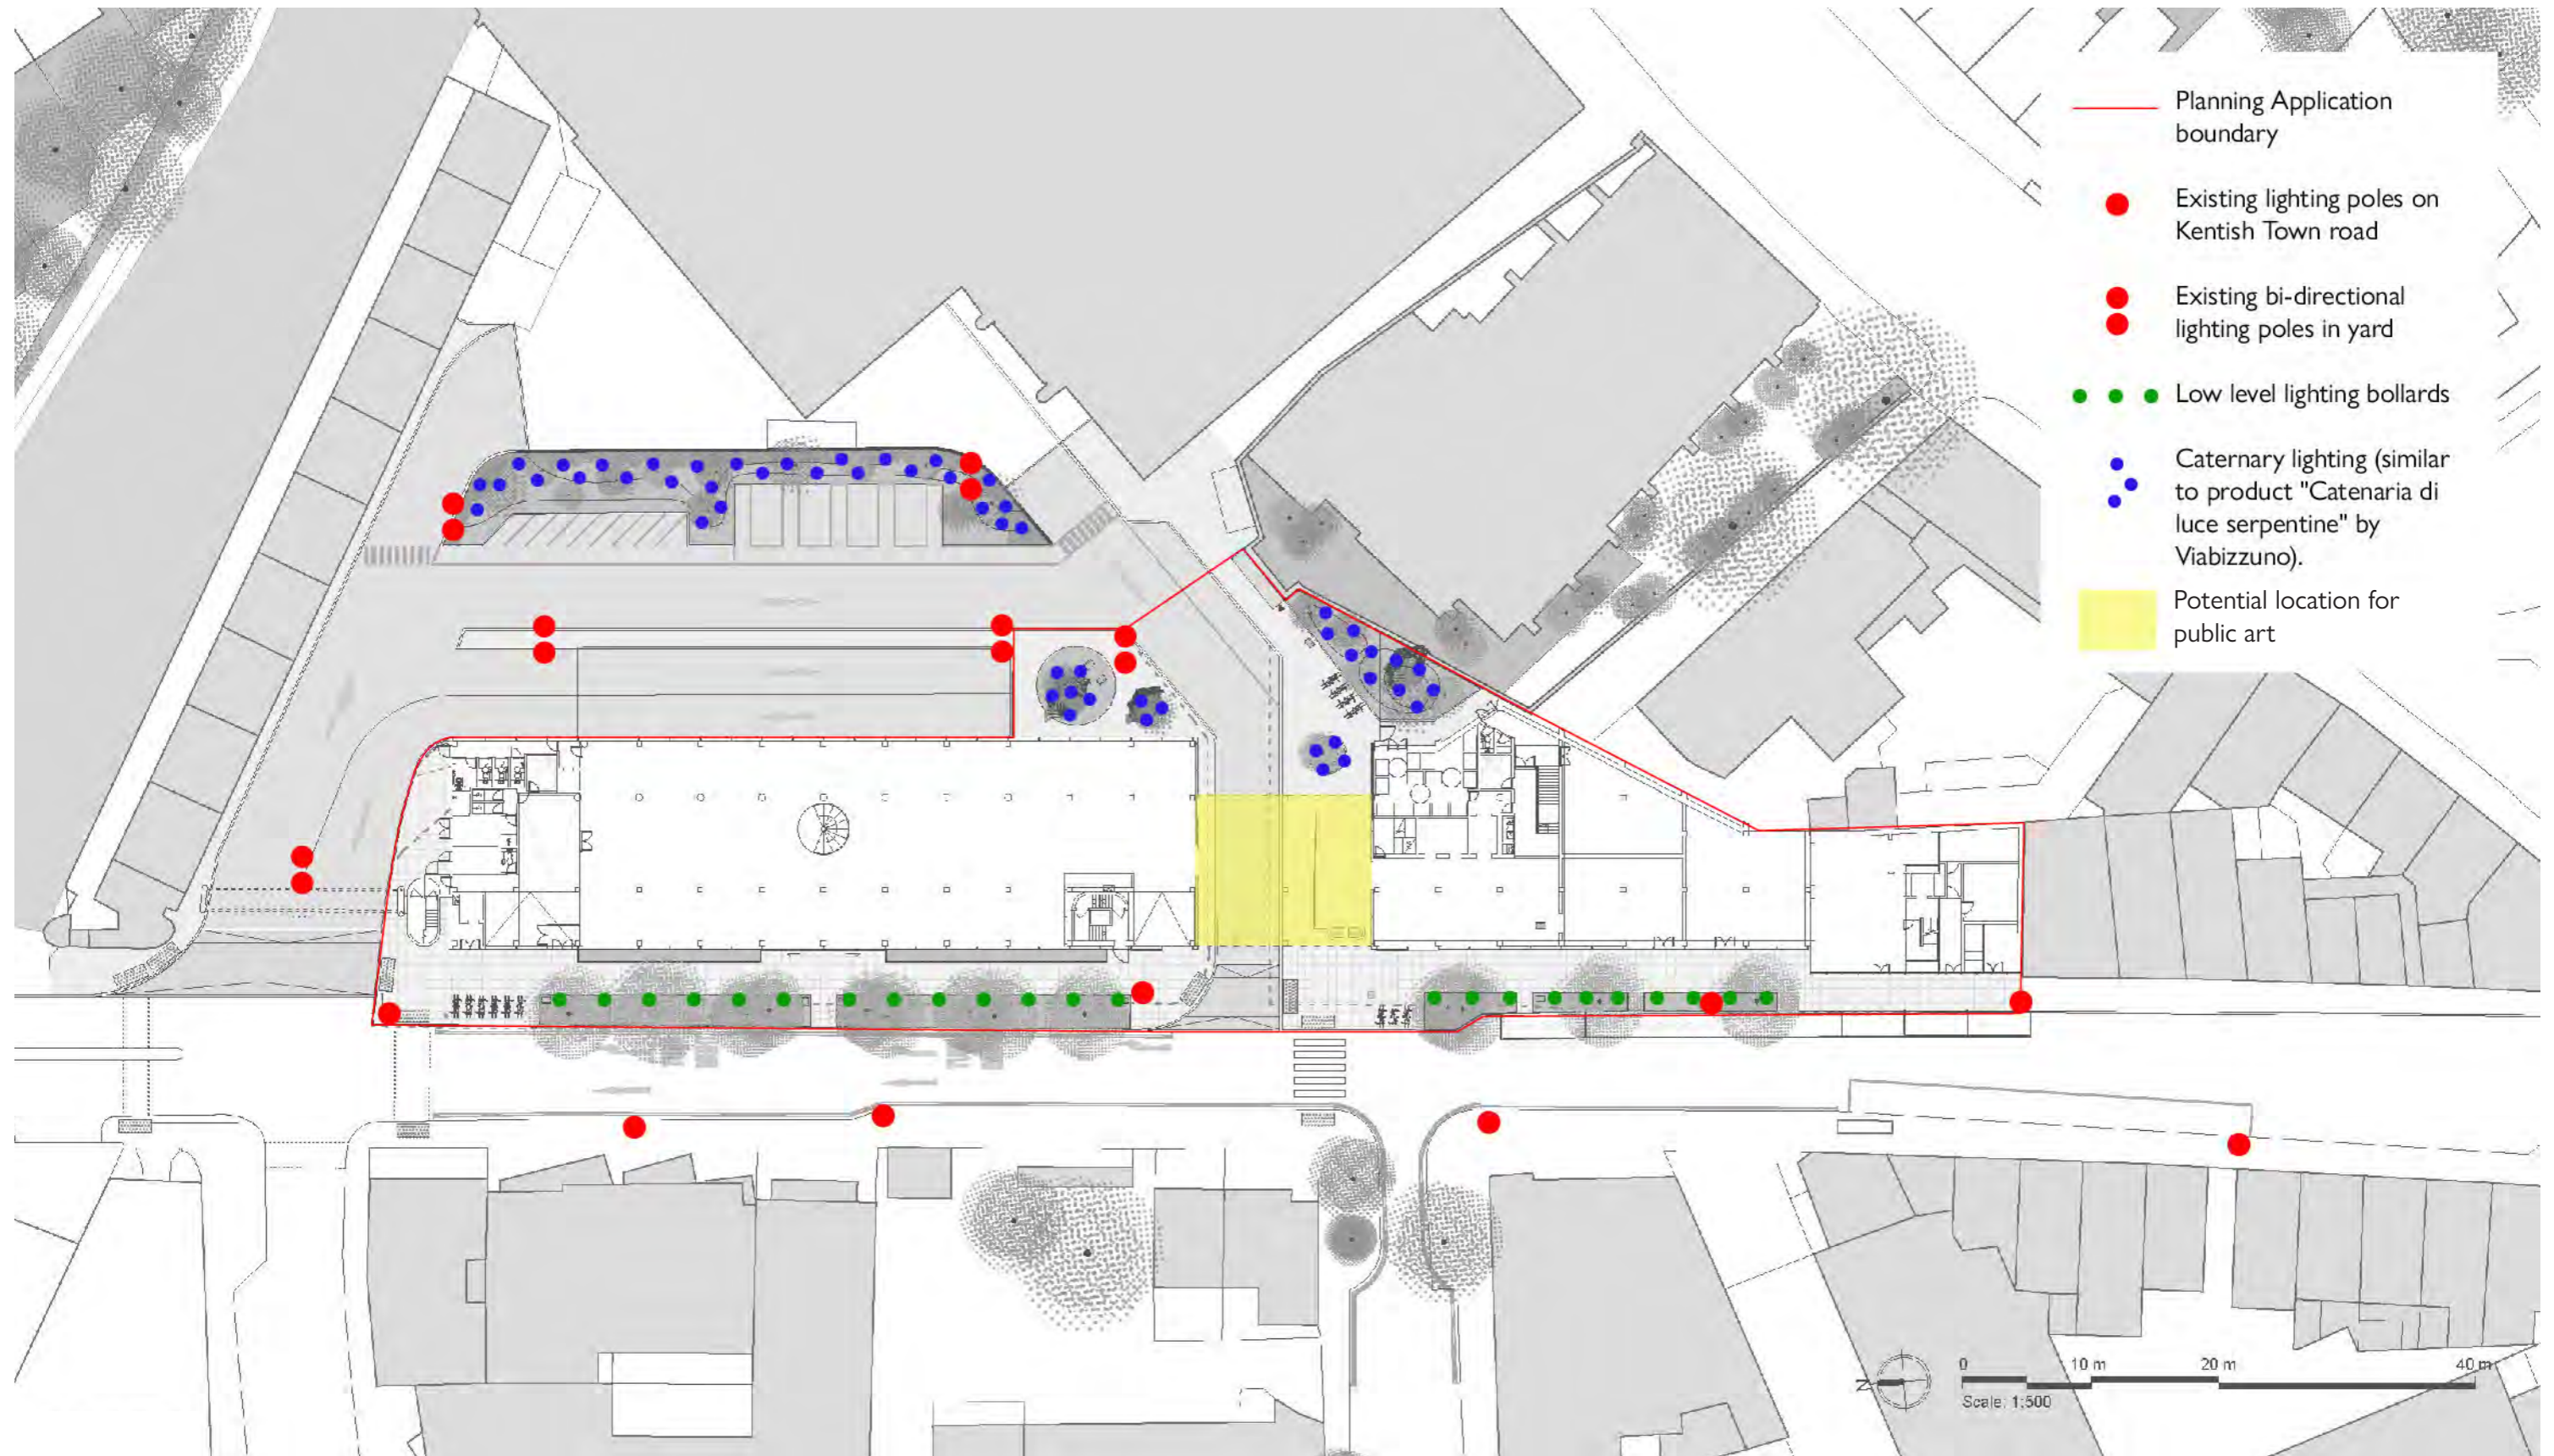 Planning Application
boundary
Existing lighting poles on
Kentish Town road
Existing bi-directional
lighting poles in yard
Low level lighting bollards
Caternary lighting (similar
to product "Catenaria di
luce serpentine" by
Viabizzuno).
Potential location for
public art
N
0 10 m 20 m 40 m
Scale: 1:500